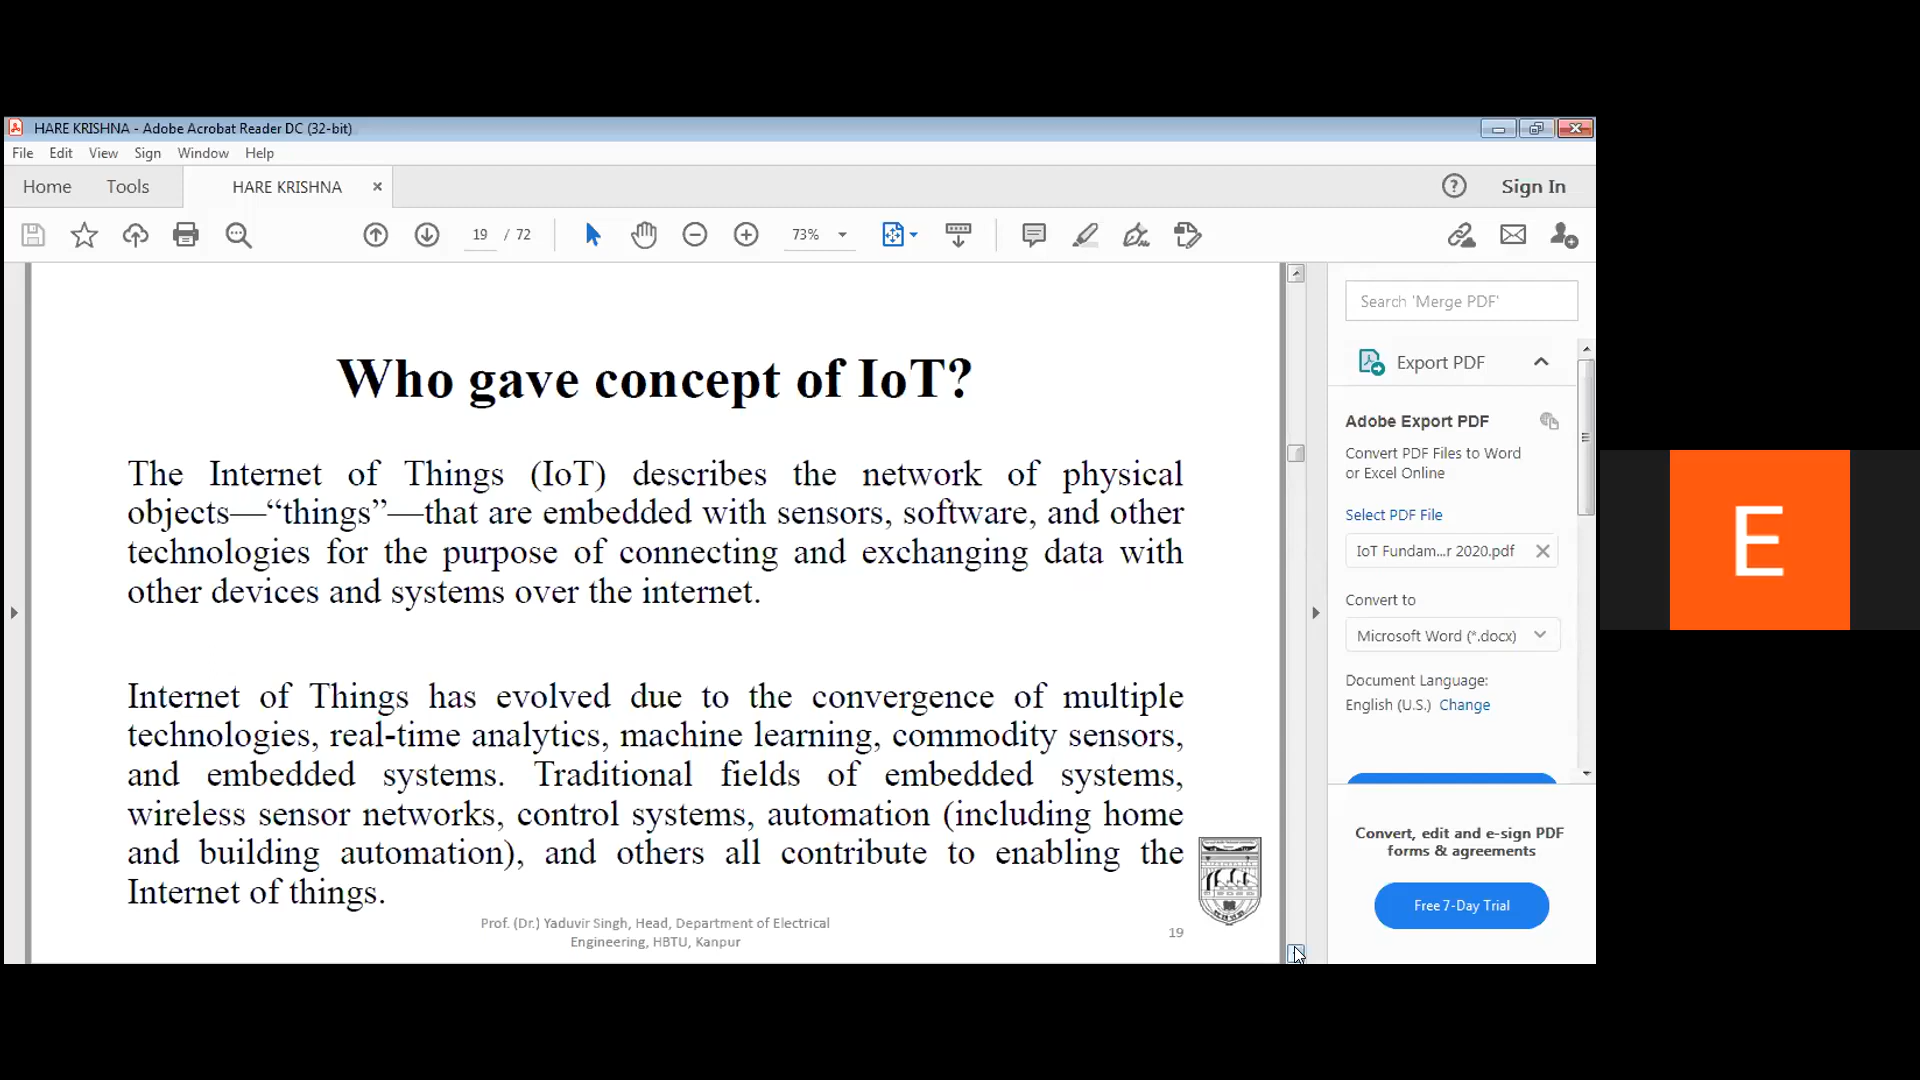 HARE KRISHNA - Adobe Acrobat Reader DC (32-bit)
File Edit View Sign Window Help
Home Tools HARE KRISHNA Sign In
19 / 72 73%
Who gave concept of IoT?
The Internet of Things (IoT) describes the network of physical
objects—“things”—that are embedded with sensors, software, and other
technologies for the purpose of connecting and exchanging data with
other devices and systems over the internet.
Internet of Things has evolved due to the convergence of multiple
technologies, real-time analytics, machine learning, commodity sensors,
and embedded systems. Traditional fields of embedded systems,
wireless sensor networks, control systems, automation (including home
and building automation), and others all contribute to enabling the
Internet of things.
Prof. (Dr.) Yaduvir Singh, Head, Department of Electrical
Engineering, HBTU, Kanpur
19
Search 'Merge PDF'
Export PDF
Adobe Export PDF
Convert PDF Files to Word
or Excel Online
Select PDF File
IoT Fundam...r 2020.pdf
Convert to
Microsoft Word (*.docx)
Document Language:
English (U.S.) Change
Convert, edit and e-sign PDF
forms & agreements
Free 7-Day Trial
E